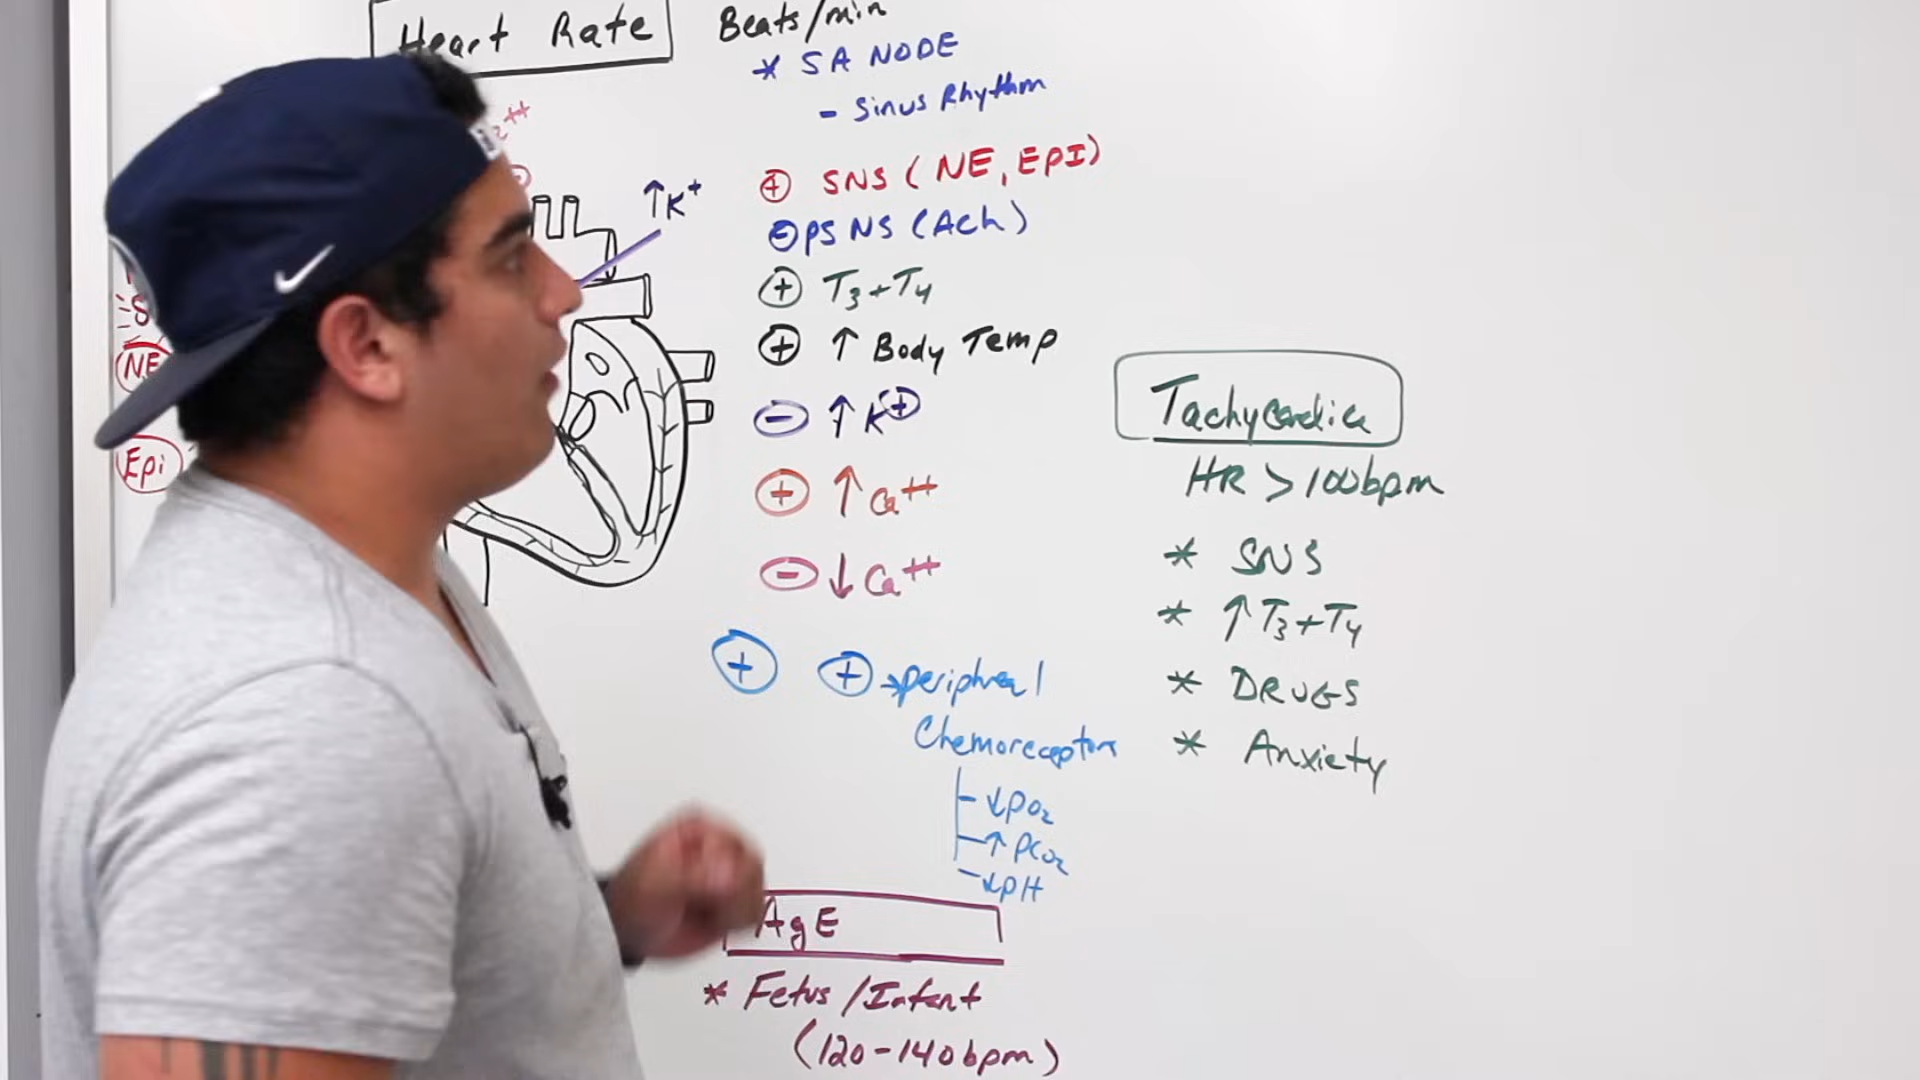 Heart Rate
Beats/min
* SA NODE
- Sinus Rhythm
↑K+
NE
Epi
⊕ SNS (NE, EPI)
⊖ PSNS (Ach)
⊕ T3+T4
⊕ ↑ Body Temp
⊖ ↑ K⊕
⊕ ↑ Ca++
⊖ ↓ Ca++
⊕ ⊕ → peripheral
Chemoreceptors
- ↓PO2
- ↑PCO2
- ↓PH
AgE
* Fetus/Infant
(120-140bpm)
Tachycardia
HR > 100bpm
* SNS
* ↑T3+T4
* DRUGS
* Anxiety